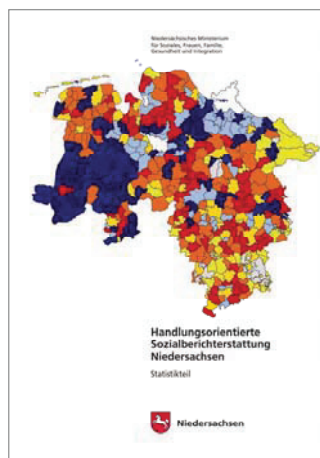 Niedersächsisches Ministerium
für Soziales, Frauen, Familie,
Gesundheit und Integration
Handlungsorientierte
Sozialberichterstattung
Niedersachsen
Statistikteil
Niedersachsen